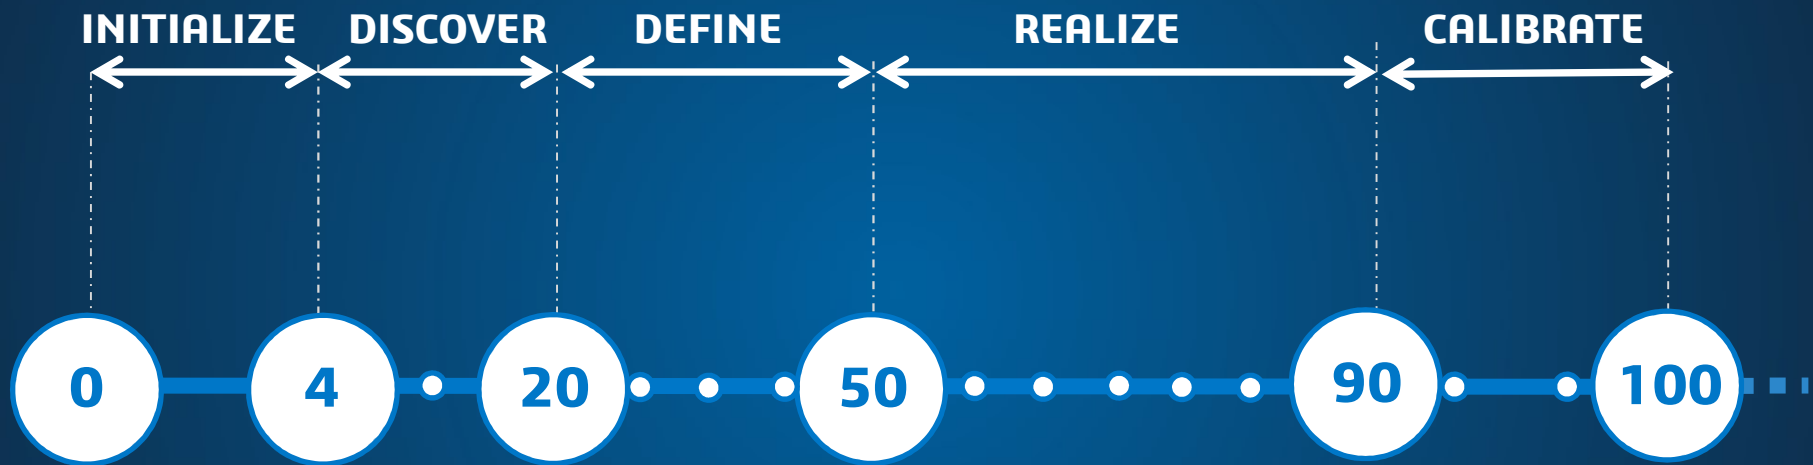 INITIALIZE DISCOVER DEFINE REALIZE CALIBRATE
0 4 20 50 90 100